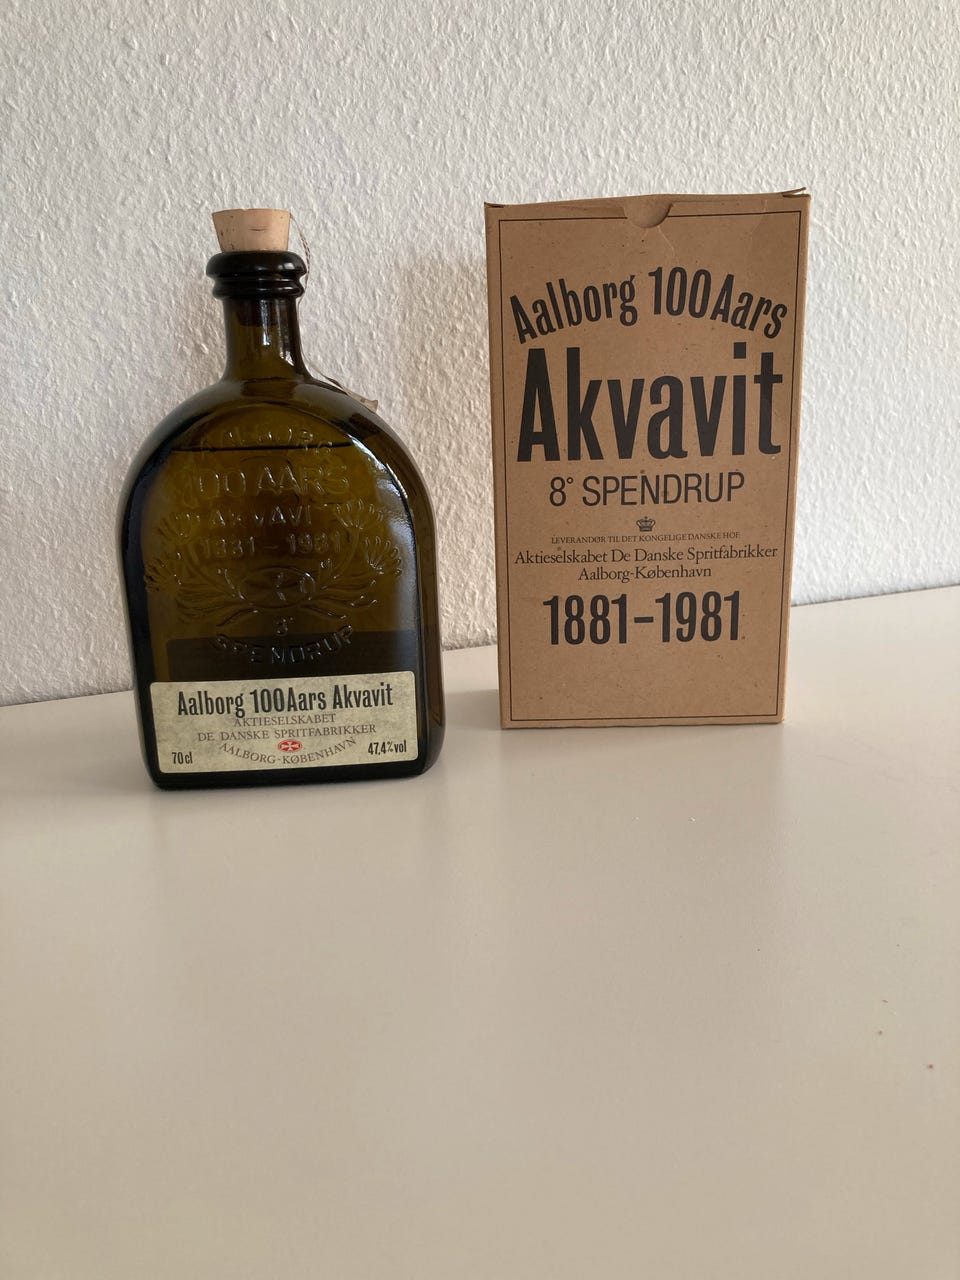 AALBORG
100 AARS
AKVAVIT
1881-1981
8°
SPENDRUP
Aalborg 100Aars Akvavit
AKTIESELSKABET
DE DANSKE SPRITFABRIKKER
AALBORG-KØBENHAVN
70cl
47,4%vol
Aalborg 100Aars
Akvavit
8° SPENDRUP
LEVERANDØR TIL DET KONGELIGE DANSKE HOF
Aktieselskabet De Danske Spritfabrikker
Aalborg-København
1881-1981